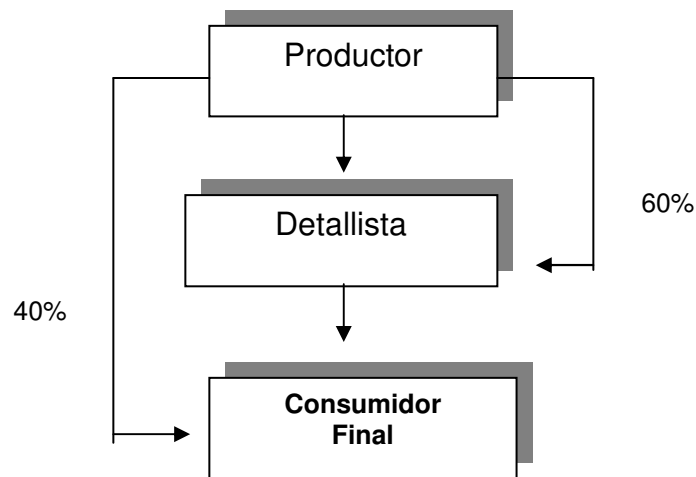 Productor
60%
Detallista
40%
Consumidor
Final